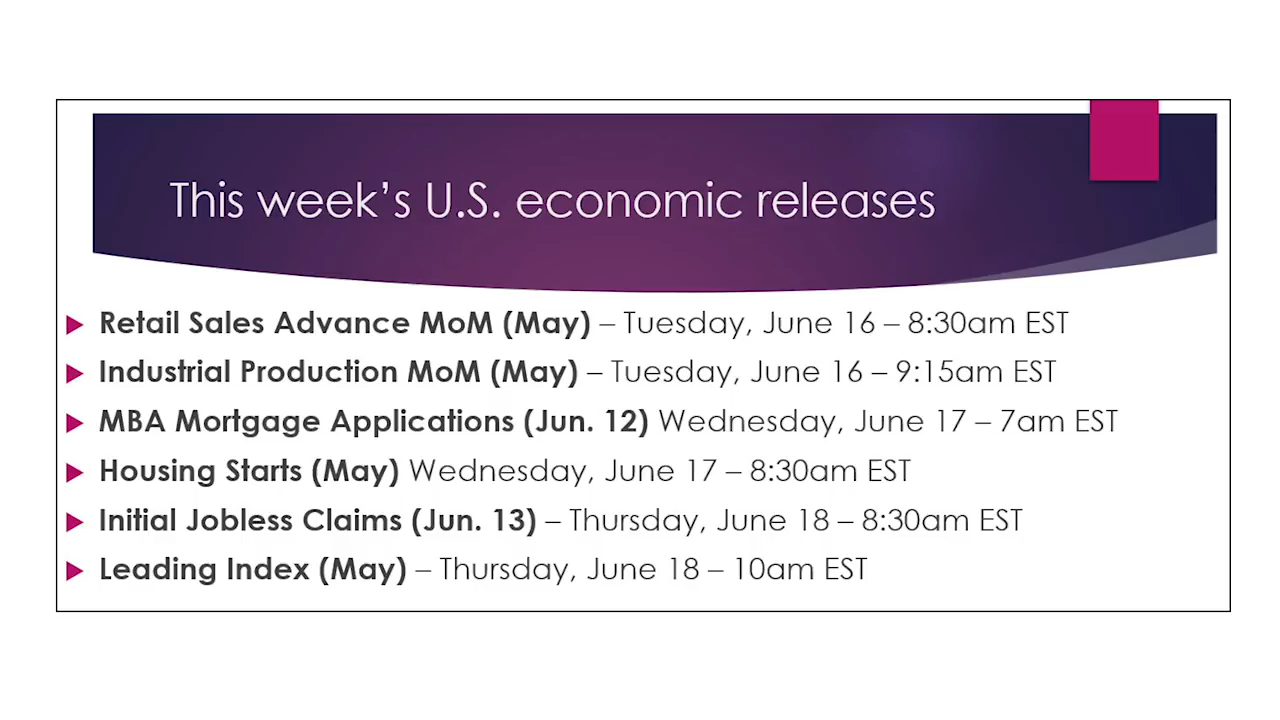 This week’s U.S. economic releases
Retail Sales Advance MoM (May) – Tuesday, June 16 – 8:30am EST
Industrial Production MoM (May) – Tuesday, June 16 – 9:15am EST
MBA Mortgage Applications (Jun. 12) Wednesday, June 17 – 7am EST
Housing Starts (May) Wednesday, June 17 – 8:30am EST
Initial Jobless Claims (Jun. 13) – Thursday, June 18 – 8:30am EST
Leading Index (May) – Thursday, June 18 – 10am EST